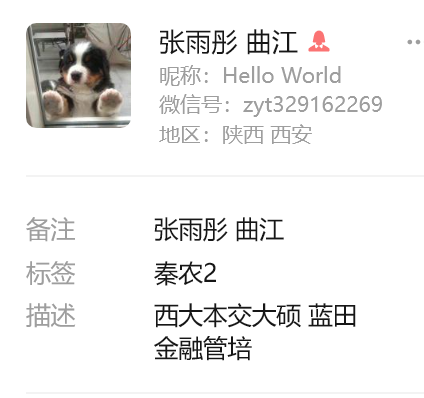 张雨彤 曲江
昵称：Hello World
微信号：zyt329162269
地区：陕西 西安
备注 张雨彤 曲江
标签 秦农2
描述 西大本交大硕 蓝田
金融管培